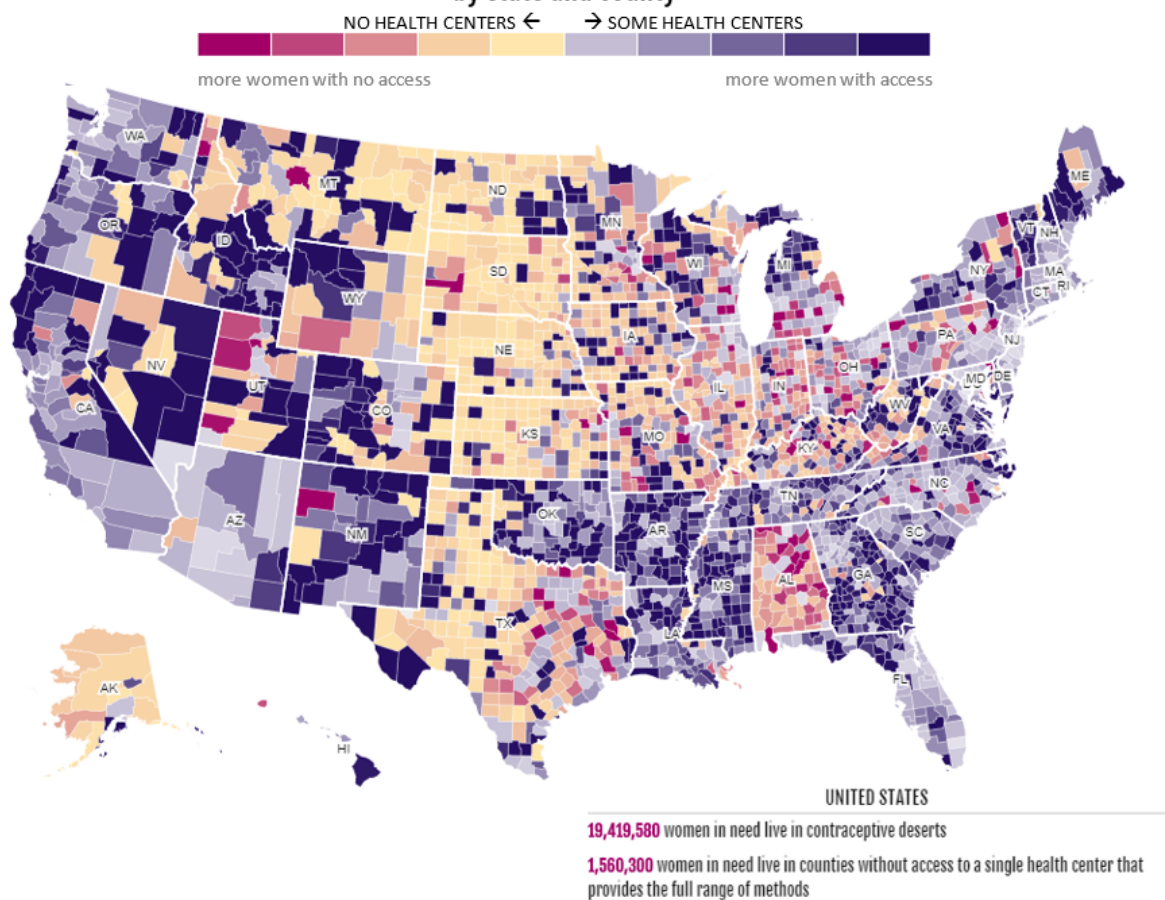 by state and county
NO HEALTH CENTERS ← → SOME HEALTH CENTERS
more women with no access more women with access
WA
MT
ND
MN
ME
OR
ID
SD
WI
MI
VT
NH
NY
MA
CT
RI
WY
NV
UT
NE
IA
PA
NJ
CA
CO
KS
MO
IL
IN
OH
MD
DE
WV
VA
KY
AZ
NM
OK
AR
TN
NC
SC
TX
LA
MS
AL
GA
FL
AK
HI
UNITED STATES
19,419,580 women in need live in contraceptive deserts
1,560,300 women in need live in counties without access to a single health center that
provides the full range of methods